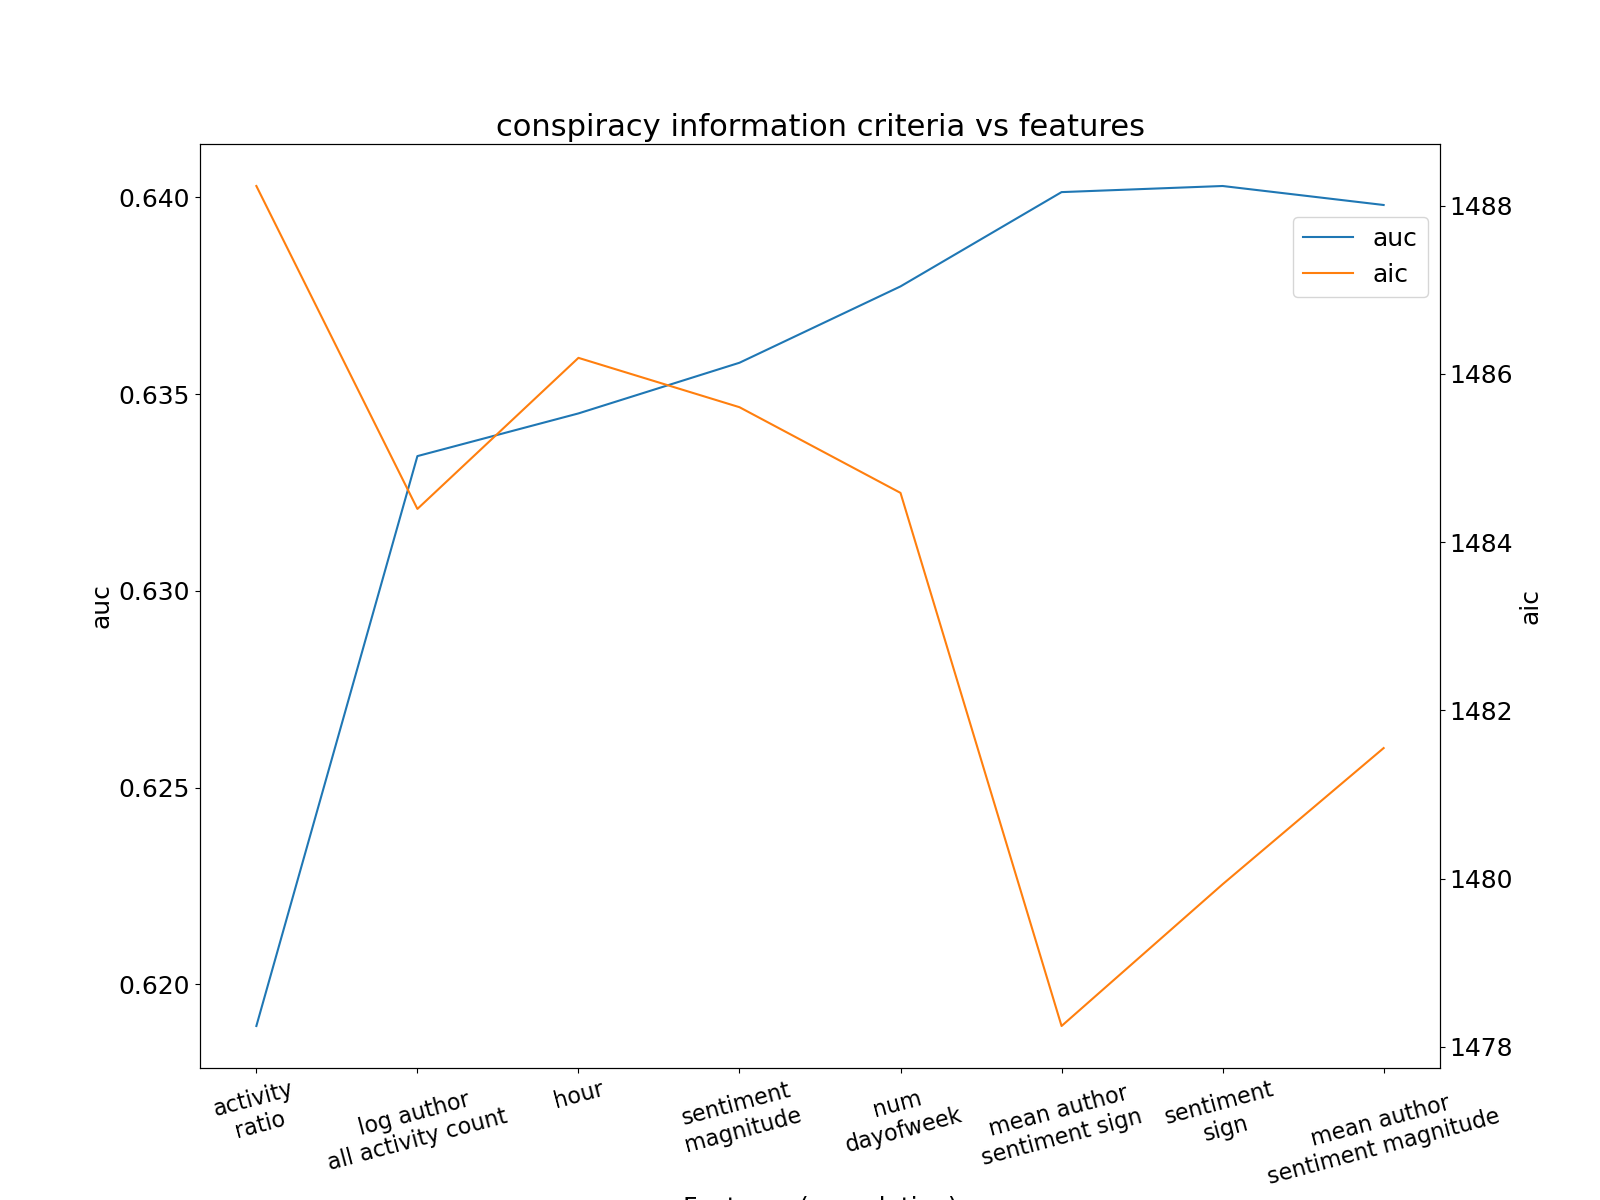 conspiracy information criteria vs features
0.640
0.635
0.630
0.625
0.620
auc
1488
1486
1484
1482
1480
1478
aic
auc
aic
activity
ratio
log author
all activity count
hour
sentiment
magnitude
num
dayofweek
mean author
sentiment sign
sentiment
sign
mean author
sentiment magnitude